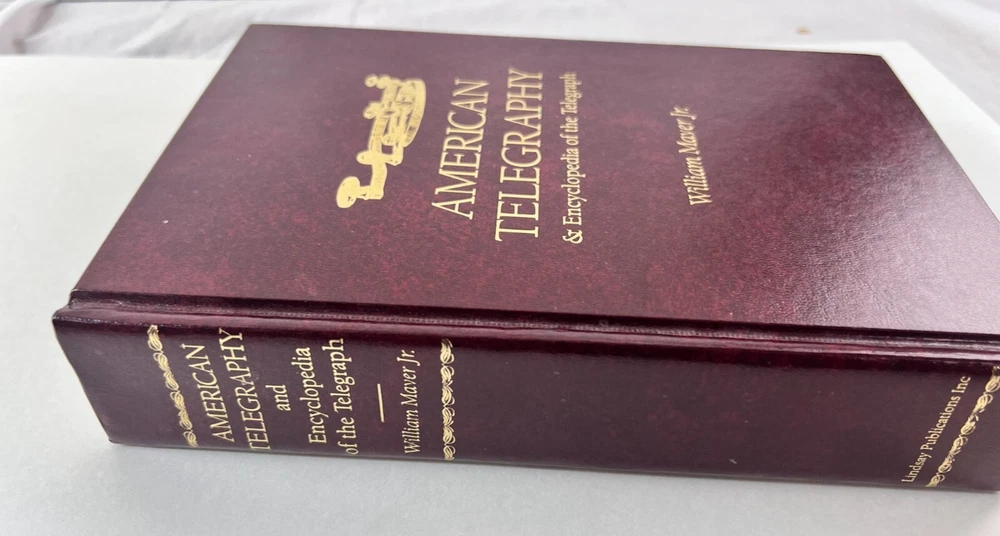 AMERICAN
TELEGRAPHY
& Encyclopedia of the Telegraph
William Maver Jr.
AMERICAN
TELEGRAPHY
and
Encyclopedia
of the Telegraph
William Maver Jr.
Lindsay Publications Inc